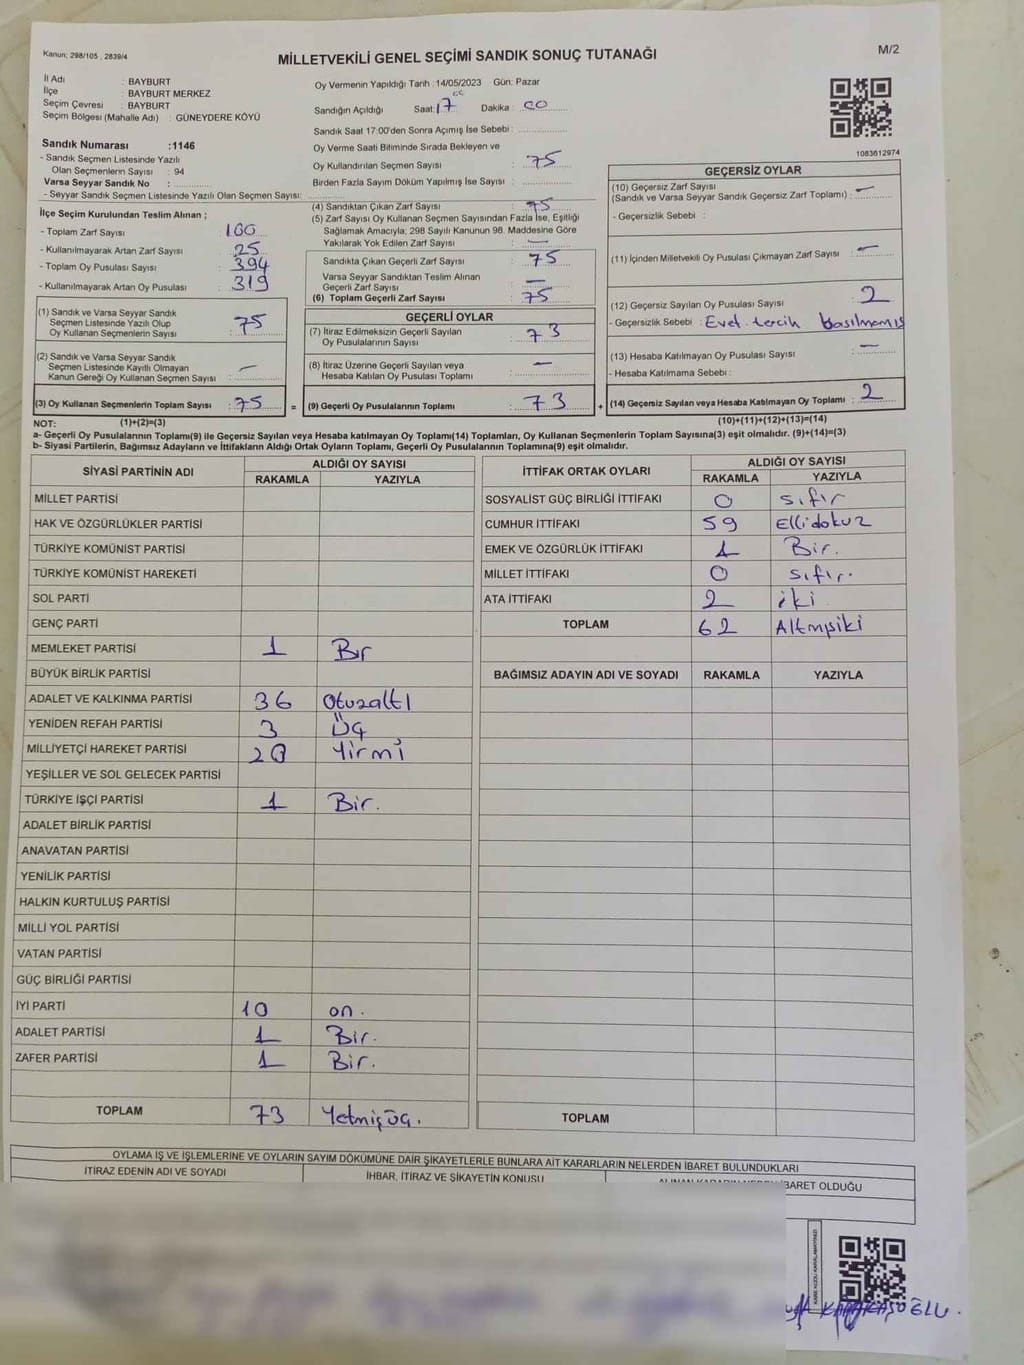 Kanun; 298/105 , 2839/4
MİLLETVEKİLİ GENEL SEÇİMİ SANDIK SONUÇ TUTANAĞI
M/2
İl Adı : BAYBURT
İlçe : BAYBURT MERKEZ
Seçim Çevresi : BAYBURT
Seçim Bölgesi (Mahalle Adı) : GÜNEYDERE KÖYÜ
Sandık Numarası :1146
- Sandık Seçmen Listesinde Yazılı
Olan Seçmenlerin Sayısı : 94
Varsa Seyyar Sandık No :
- Seyyar Sandık Seçmen Listesinde Yazılı Olan Seçmen Sayısı:
İlçe Seçim Kurulundan Teslim Alınan ;
- Toplam Zarf Sayısı : 100
- Kullanılmayarak Artan Zarf Sayısı : 25
- Toplam Oy Pusulası Sayısı : 394
- Kullanılmayarak Artan Oy Pusulası : 319
(1) Sandık ve Varsa Seyyar Sandık
Seçmen Listesinde Yazılı Olup
Oy Kullanan Seçmenlerin Sayısı : 75
(2) Sandık ve Varsa Seyyar Sandık
Seçmen Listesinde Kayıtlı Olmayan
Kanun Gereği Oy Kullanan Seçmen Sayısı : —
(3) Oy Kullanan Seçmenlerin Toplam Sayısı : 75 =
Oy Vermenin Yapıldığı Tarih :14/05/2023 Gün: Pazar
Sandığın Açıldığı Saat:17 Dakika : 00
Sandık Saat 17:00'den Sonra Açımış İse Sebebi :
Oy Verme Saati Bitiminde Sırada Bekleyen ve
Oy Kullandırılan Seçmen Sayısı : 75
Birden Fazla Sayım Döküm Yapılmış İse Sayısı :
(4) Sandıktan Çıkan Zarf Sayısı : 75
(5) Zarf Sayısı Oy Kullanan Seçmen Sayısından Fazla İse, Eşitliği
Sağlamak Amacıyla; 298 Sayılı Kanunun 98. Maddesine Göre
Yakılarak Yok Edilen Zarf Sayısı : —
Sandıkta Çıkan Geçerli Zarf Sayısı : 75
Varsa Seyyar Sandıktan Teslim Alınan
Geçerli Zarf Sayısı : —
(6) Toplam Geçerli Zarf Sayısı : 75
GEÇERLİ OYLAR
(7) İtiraz Edilmeksizin Geçerli Sayılan
Oy Pusulalarının Sayısı : 73
(8) İtiraz Üzerine Geçerli Sayılan veya
Hesaba Katılan Oy Pusulası Toplamı : —
(9) Geçerli Oy Pusulalarının Toplamı : 73 +
1083612974
GEÇERSİZ OYLAR
(10) Geçersiz Zarf Sayısı
(Sandık ve Varsa Seyyar Sandık Geçersiz Zarf Toplamı) : —
- Geçersizlik Sebebi :
(11) İçinden Milletvekili Oy Pusulası Çıkmayan Zarf Sayısı : —
(12) Geçersiz Sayılan Oy Pusulası Sayısı : 2
- Geçersizlik Sebebi : Evet tercih basılmamış
(13) Hesaba Katılmayan Oy Pusulası Sayısı : —
- Hesaba Katılmama Sebebi :
(14) Geçersiz Sayılan veya Hesaba Katılmayan Oy Toplamı : 2
NOT: (1)+(2)=(3) (10)+(11)+(12)+(13)=(14)
a- Geçerli Oy Pusulalarının Toplamı(9) ile Geçersiz Sayılan veya Hesaba katılmayan Oy Toplamı(14) Toplamları, Oy Kullanan Seçmenlerin Toplam Sayısına(3) eşit olmalıdır. (9)+(14)=(3)
b- Siyasi Partilerin, Bağımsız Adayların ve İttifakların Aldığı Ortak Oyların Toplamı, Geçerli Oy Pusulalarının Toplamına(9) eşit olmalıdır.
SİYASİ PARTİNİN ADI ALDIĞI OY SAYISI
RAKAMLA YAZIYLA
MİLLET PARTİSİ
HAK VE ÖZGÜRLÜKLER PARTİSİ
TÜRKİYE KOMÜNİST PARTİSİ
TÜRKİYE KOMÜNİST HAREKETİ
SOL PARTİ
GENÇ PARTİ
MEMLEKET PARTİSİ 1 Bir
BÜYÜK BİRLİK PARTİSİ
ADALET VE KALKINMA PARTİSİ 36 Otuzaltı
YENİDEN REFAH PARTİSİ 3 Üç
MİLLİYETÇİ HAREKET PARTİSİ 20 Yirmi
YEŞİLLER VE SOL GELECEK PARTİSİ
TÜRKİYE İŞÇİ PARTİSİ 1 Bir.
ADALET BİRLİK PARTİSİ
ANAVATAN PARTİSİ
YENİLİK PARTİSİ
HALKIN KURTULUŞ PARTİSİ
MİLLİ YOL PARTİSİ
VATAN PARTİSİ
GÜÇ BİRLİĞİ PARTİSİ
İYİ PARTİ 10 on.
ADALET PARTİSİ 1 Bir.
ZAFER PARTİSİ 1 Bir.
TOPLAM 73 Yetmişüç.
İTTİFAK ORTAK OYLARI ALDIĞI OY SAYISI
RAKAMLA YAZIYLA
SOSYALİST GÜÇ BİRLİĞİ İTTİFAKI 0 sıfır
CUMHUR İTTİFAKI 59 Ellidokuz
EMEK VE ÖZGÜRLÜK İTTİFAKI 1 Bir.
MİLLET İTTİFAKI 0 sıfır.
ATA İTTİFAKI 2 iki
TOPLAM 62 Altmışiki
BAĞIMSIZ ADAYIN ADI VE SOYADI RAKAMLA YAZIYLA
TOPLAM
OYLAMA İŞ VE İŞLEMLERİNE VE OYLARIN SAYIM DÖKÜMÜNE DAİR ŞİKAYETLERLE BUNLARA AİT KARARLARIN NELERDEN İBARET BULUNDUKLARI
İTİRAZ EDENİN ADI VE SOYADI İHBAR, İTİRAZ VE ŞİKAYETİN KONUSU ALINAN KARARIN NEDEN İBARET OLDUĞU
KARAKAŞOĞLU.